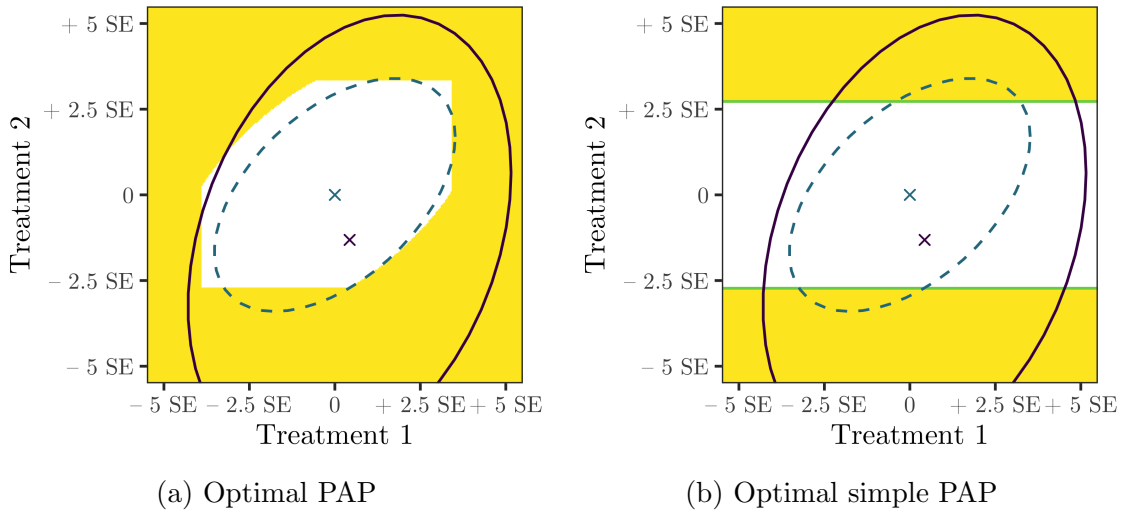 + 5 SE
+ 2.5 SE
0
− 2.5 SE
− 5 SE
Treatment 2
− 5 SE − 2.5 SE 0 + 2.5 SE + 5 SE
Treatment 1
(a) Optimal PAP
+ 5 SE
+ 2.5 SE
0
− 2.5 SE
− 5 SE
Treatment 2
− 5 SE − 2.5 SE 0 + 2.5 SE + 5 SE
Treatment 1
(b) Optimal simple PAP